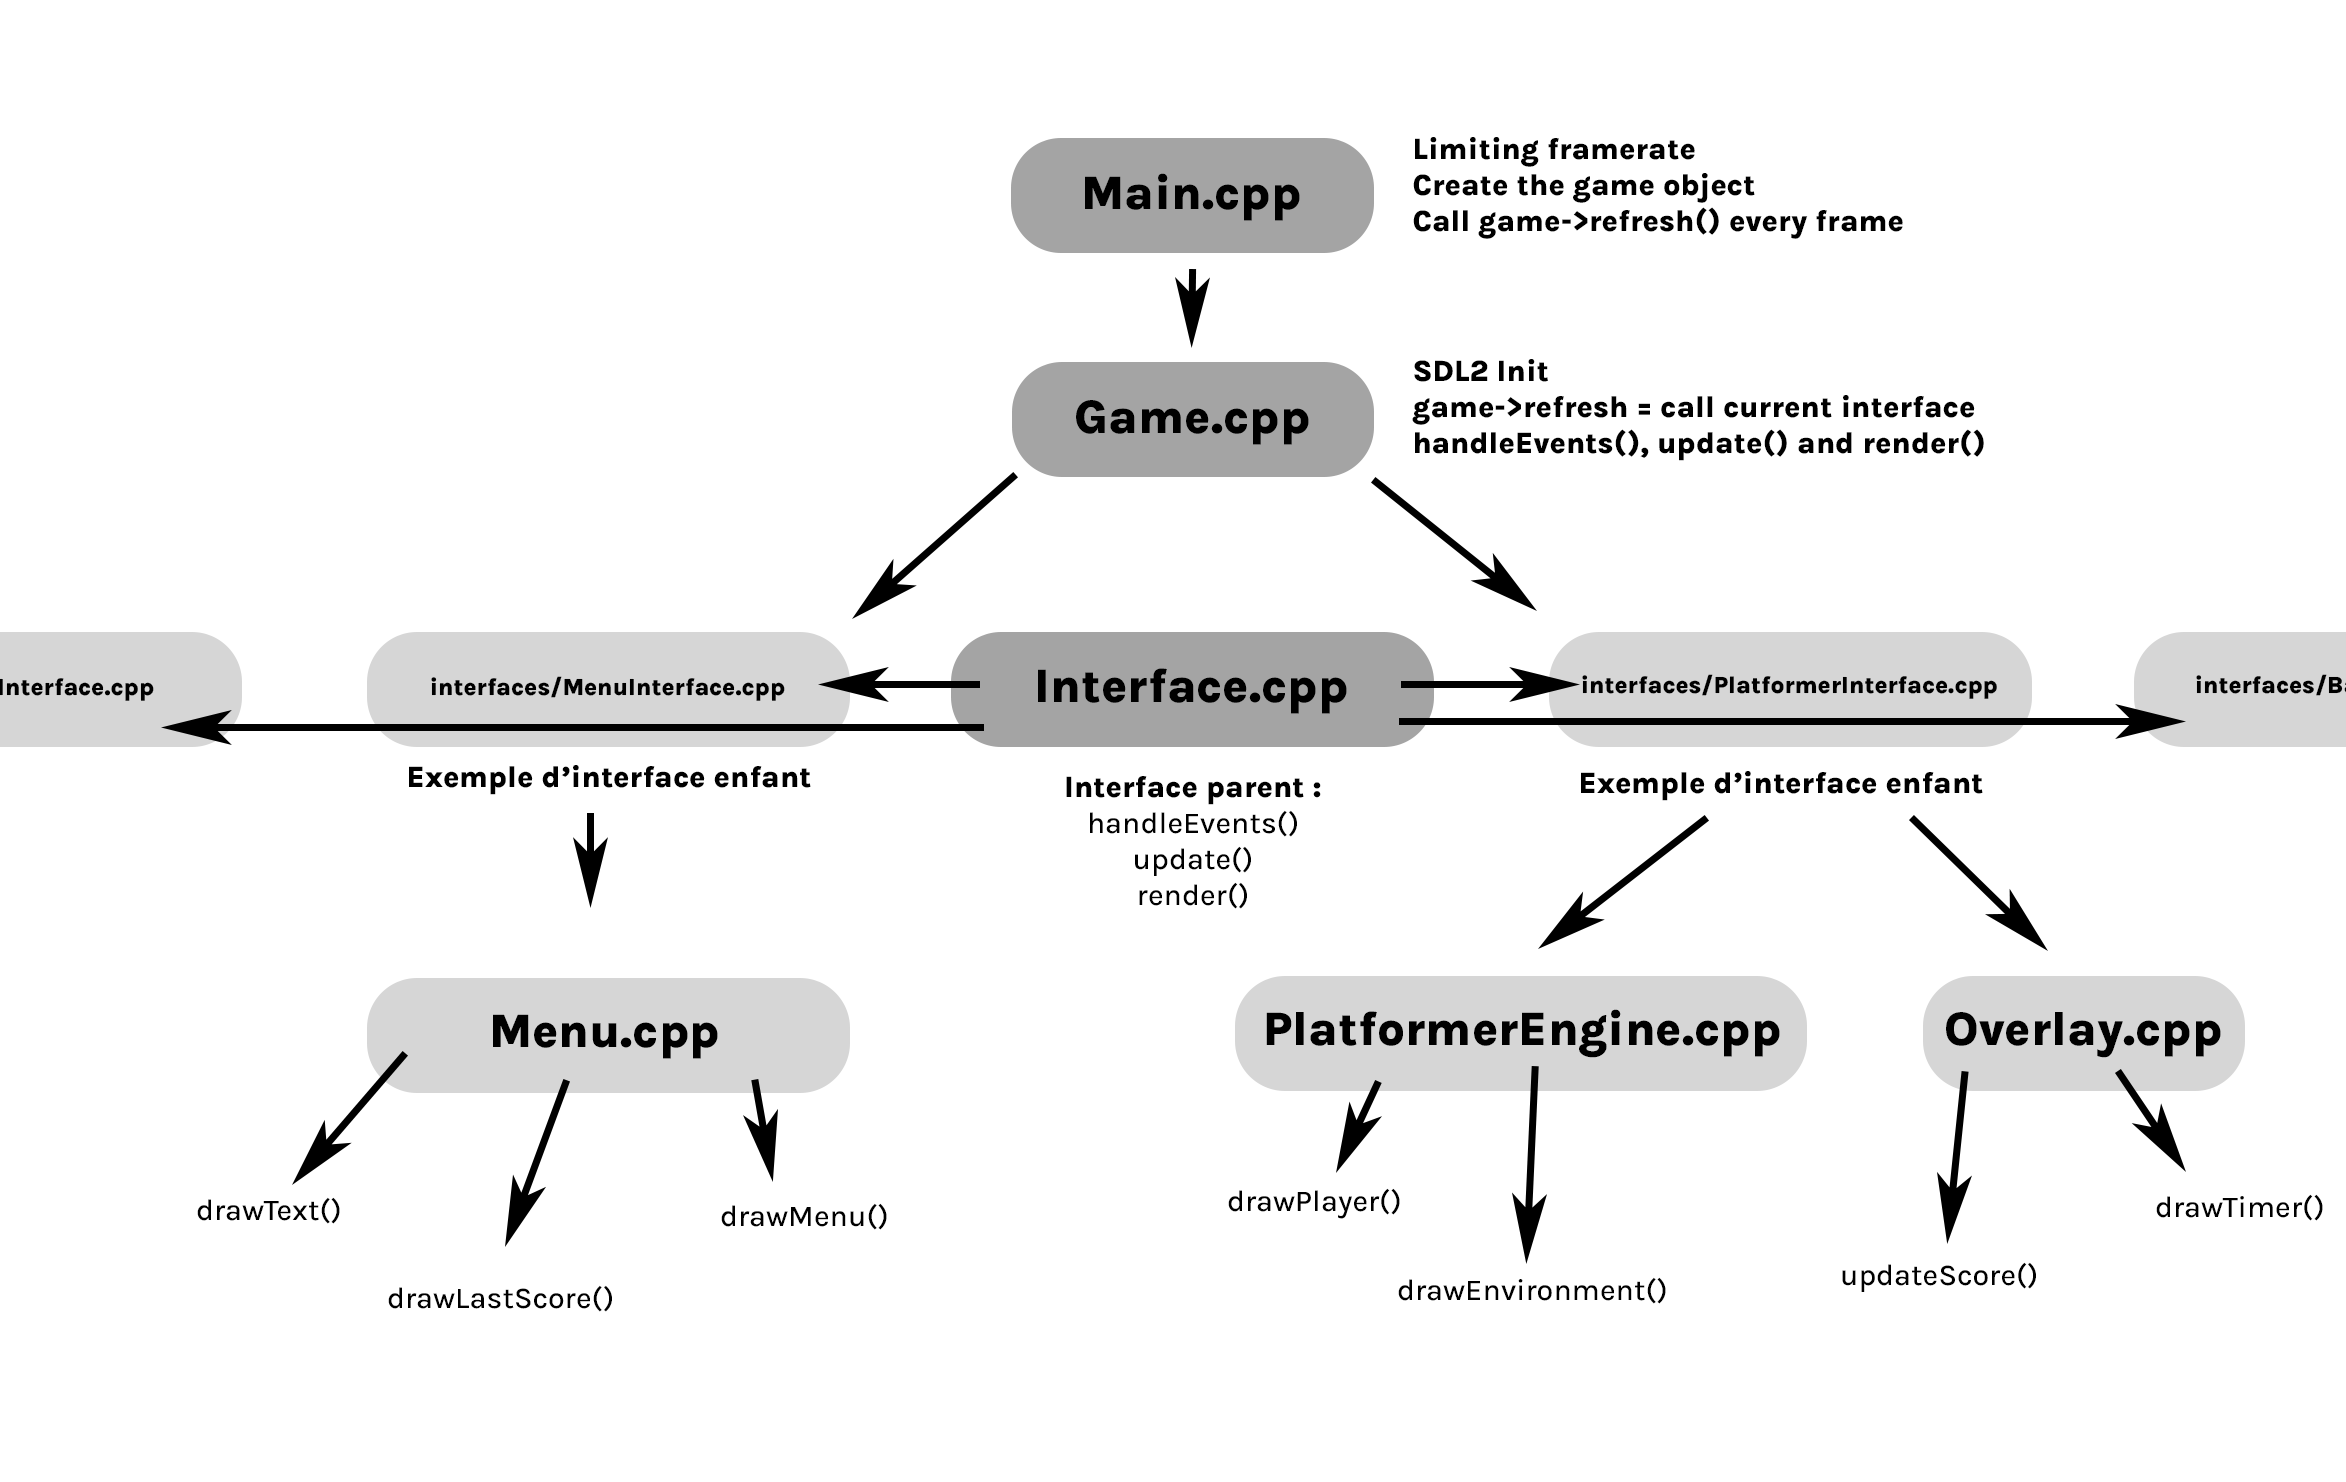 Main.cpp
Limiting framerate
Create the game object
Call game->refresh() every frame
Game.cpp
SDL2 Init
game->refresh = call current interface
handleEvents(), update() and render()
Interface.cpp
interfaces/MenuInterface.cpp
Interface.cpp
interfaces/PlatformerInterface.cpp
Exemple d’interface enfant
Interface parent :
handleEvents()
update()
render()
Exemple d’interface enfant
Menu.cpp
PlatformerEngine.cpp
Overlay.cpp
drawText()
drawLastScore()
drawMenu()
drawPlayer()
drawEnvironment()
updateScore()
drawTimer()